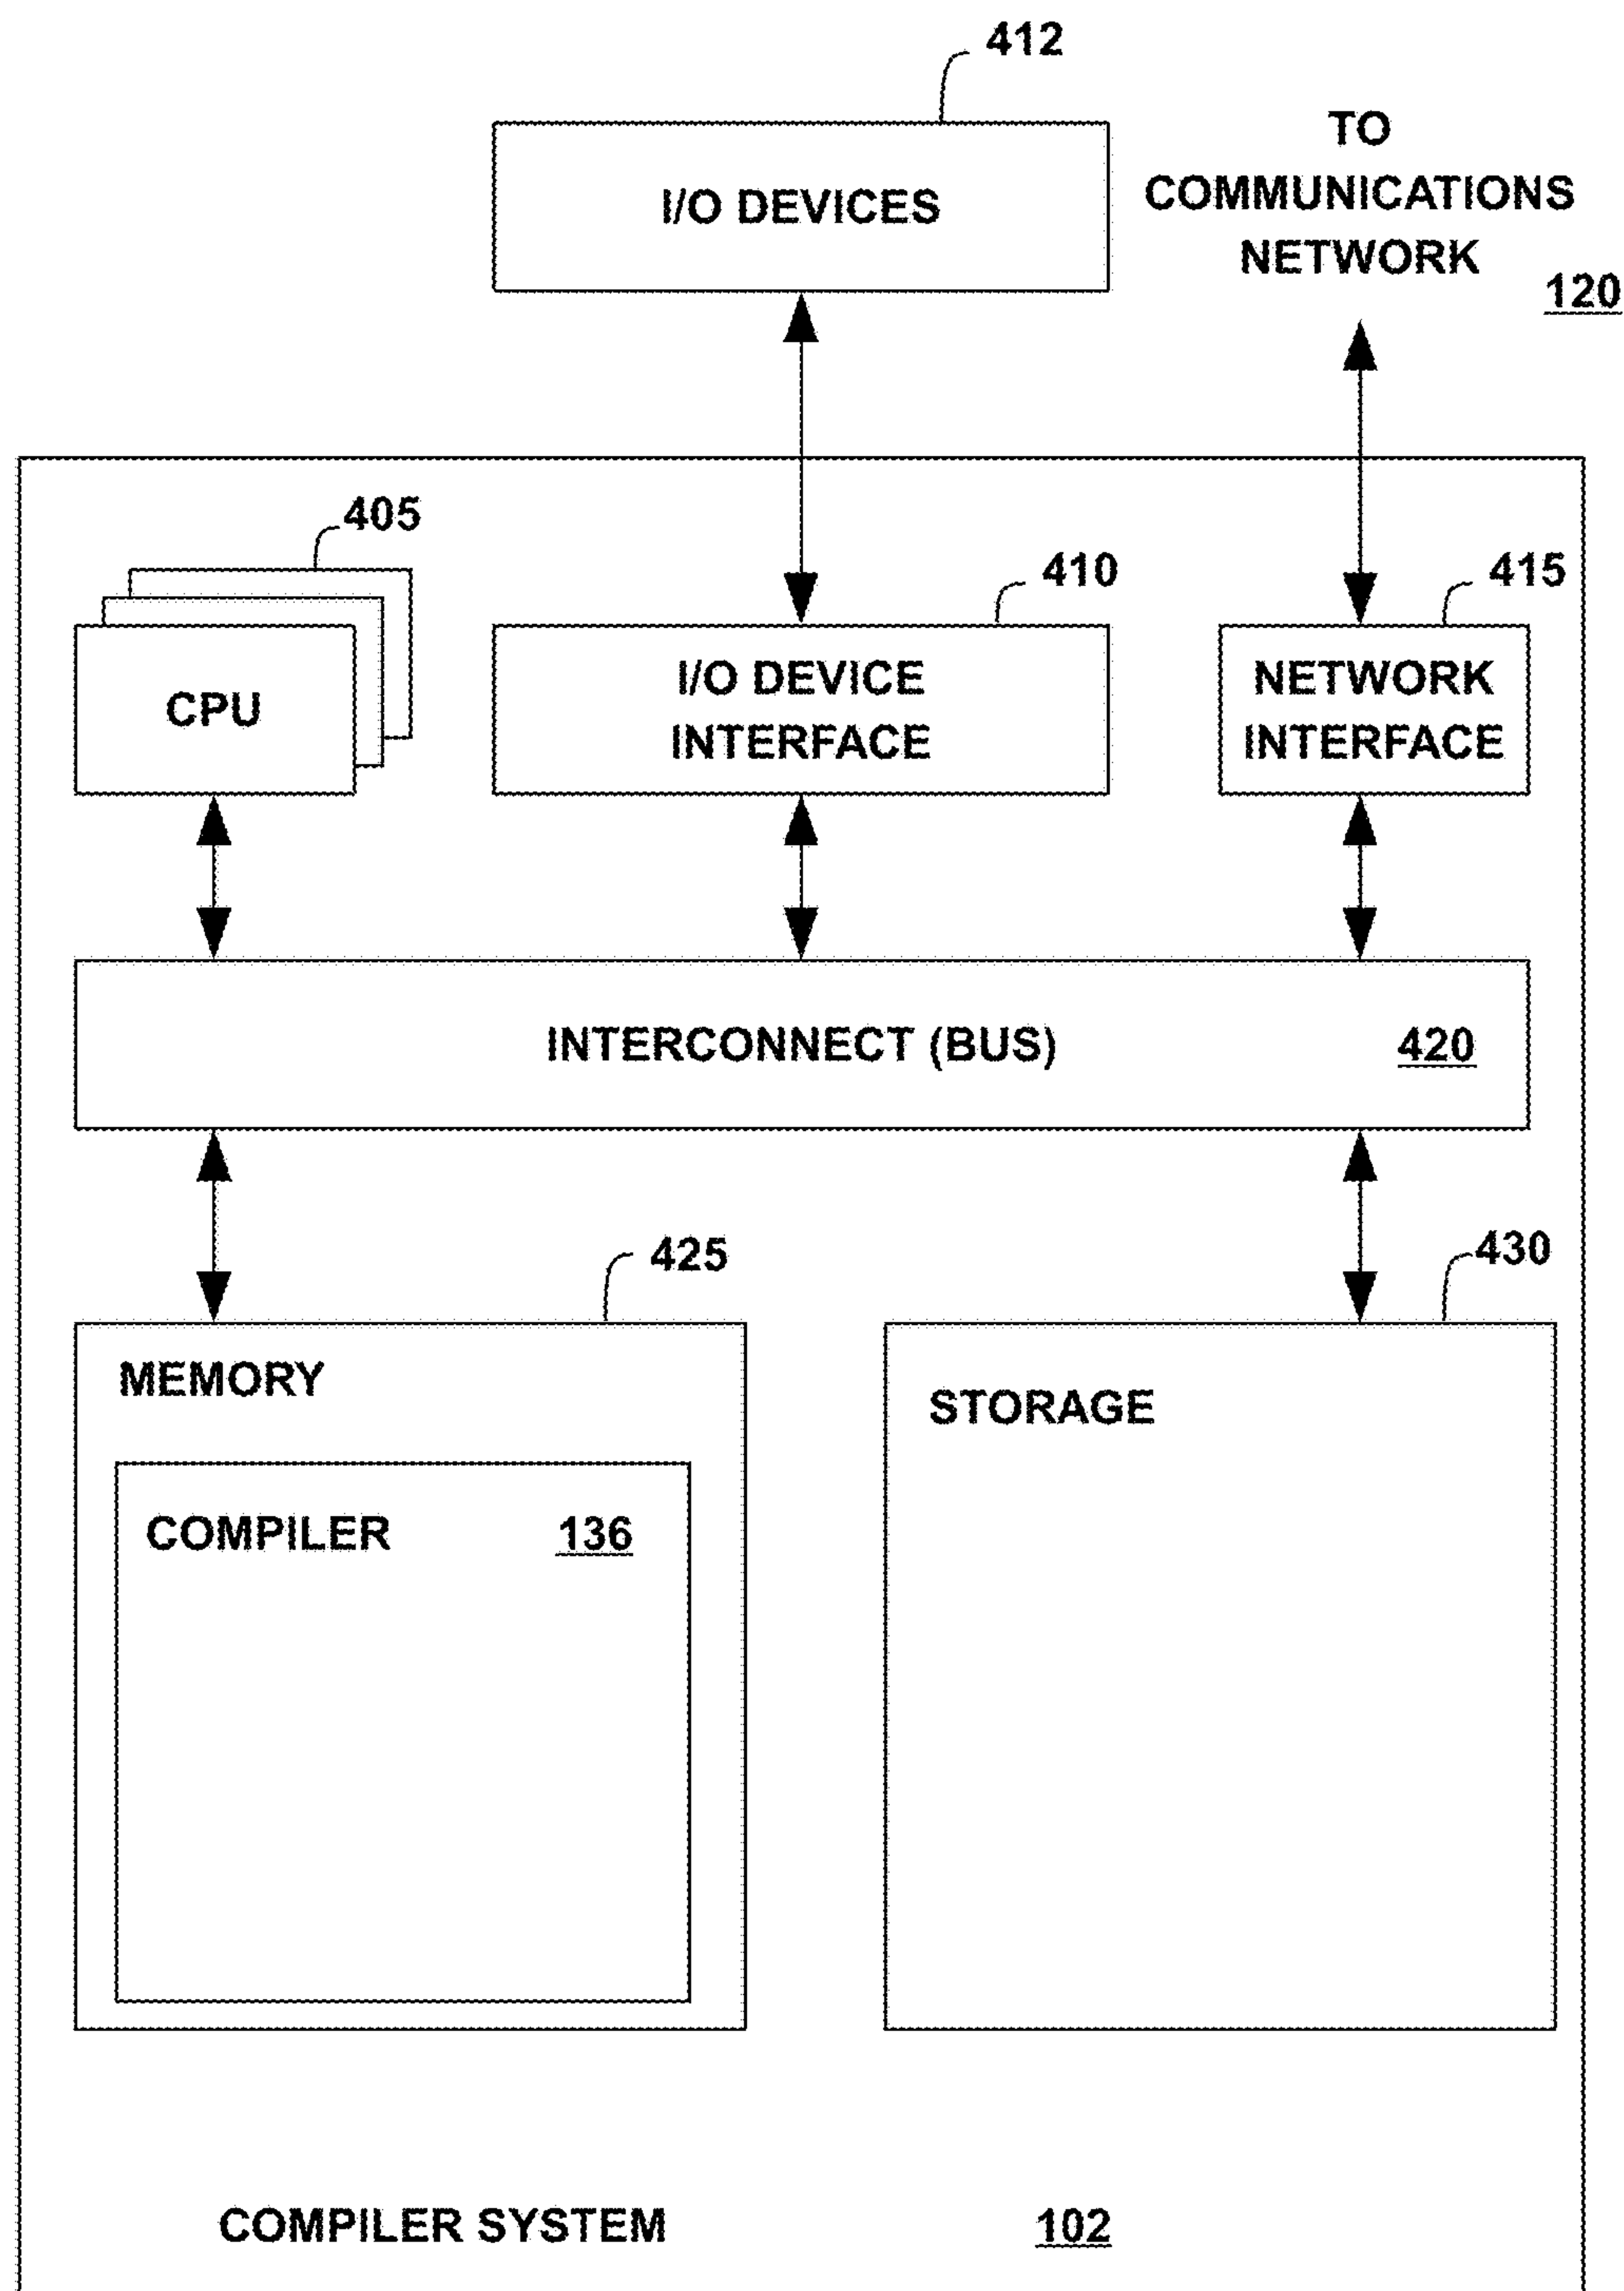 412
I/O DEVICES
TO
COMMUNICATIONS
NETWORK
120
405
410
415
CPU
I/O DEVICE
INTERFACE
NETWORK
INTERFACE
INTERCONNECT (BUS)
420
425
430
MEMORY
STORAGE
COMPILER
136
COMPILER SYSTEM
102